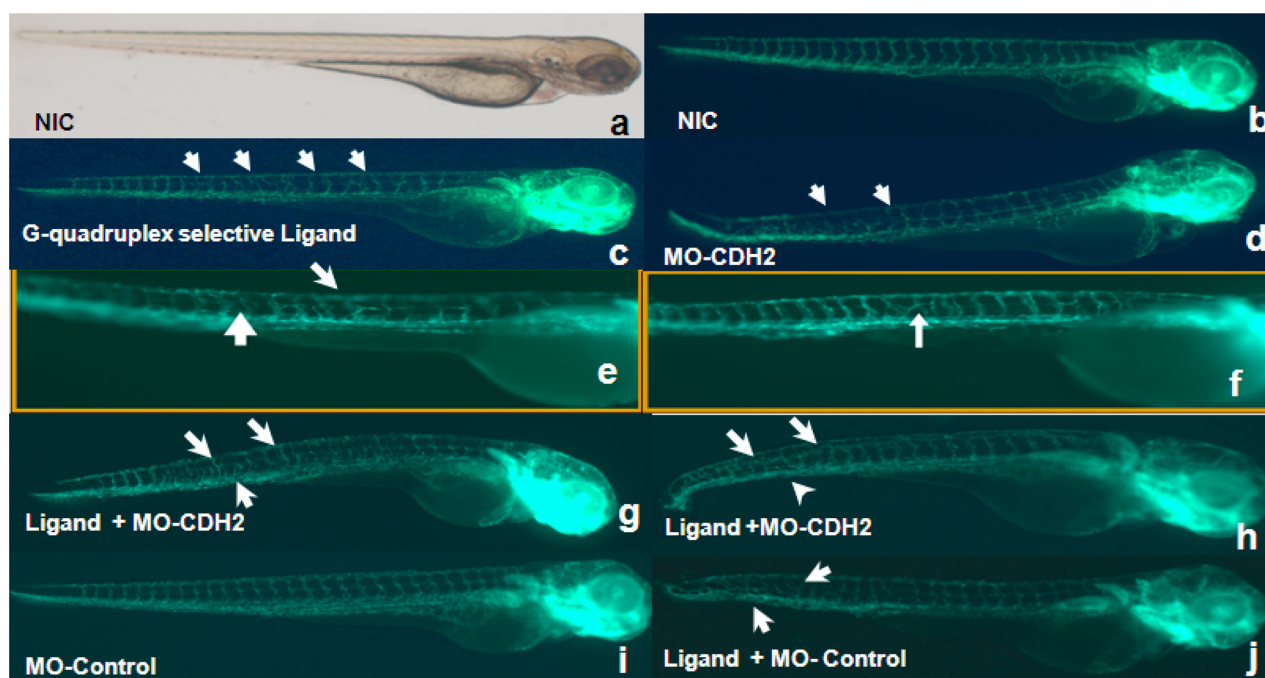 NIC
a
NIC
b
G-quadruplex selective Ligand
c
MO-CDH2
d
e
f
Ligand + MO-CDH2
g
Ligand +MO-CDH2
h
MO-Control
i
Ligand + MO- Control
j